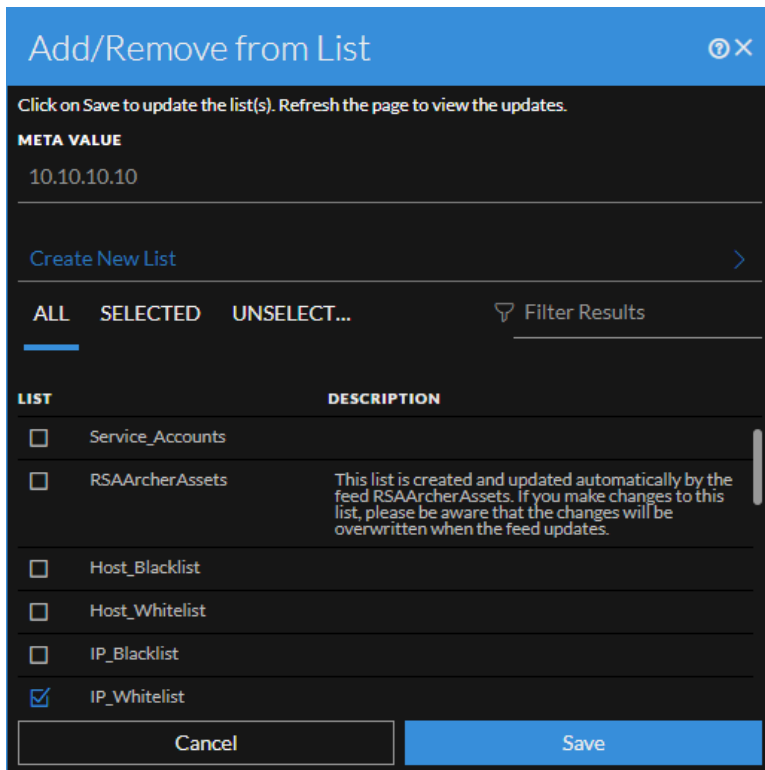 Add/Remove from List
Click on Save to update the list(s). Refresh the page to view the updates.
META VALUE
10.10.10.10
Create New List
ALL SELECTED UNSELECT... Filter Results
LIST DESCRIPTION
Service_Accounts
RSAArcherAssets This list is created and updated automatically by the
feed RSAArcherAssets. If you make changes to this
list, please be aware that the changes will be
overwritten when the feed updates.
Host_Blacklist
Host_Whitelist
IP_Blacklist
IP_Whitelist
Cancel Save